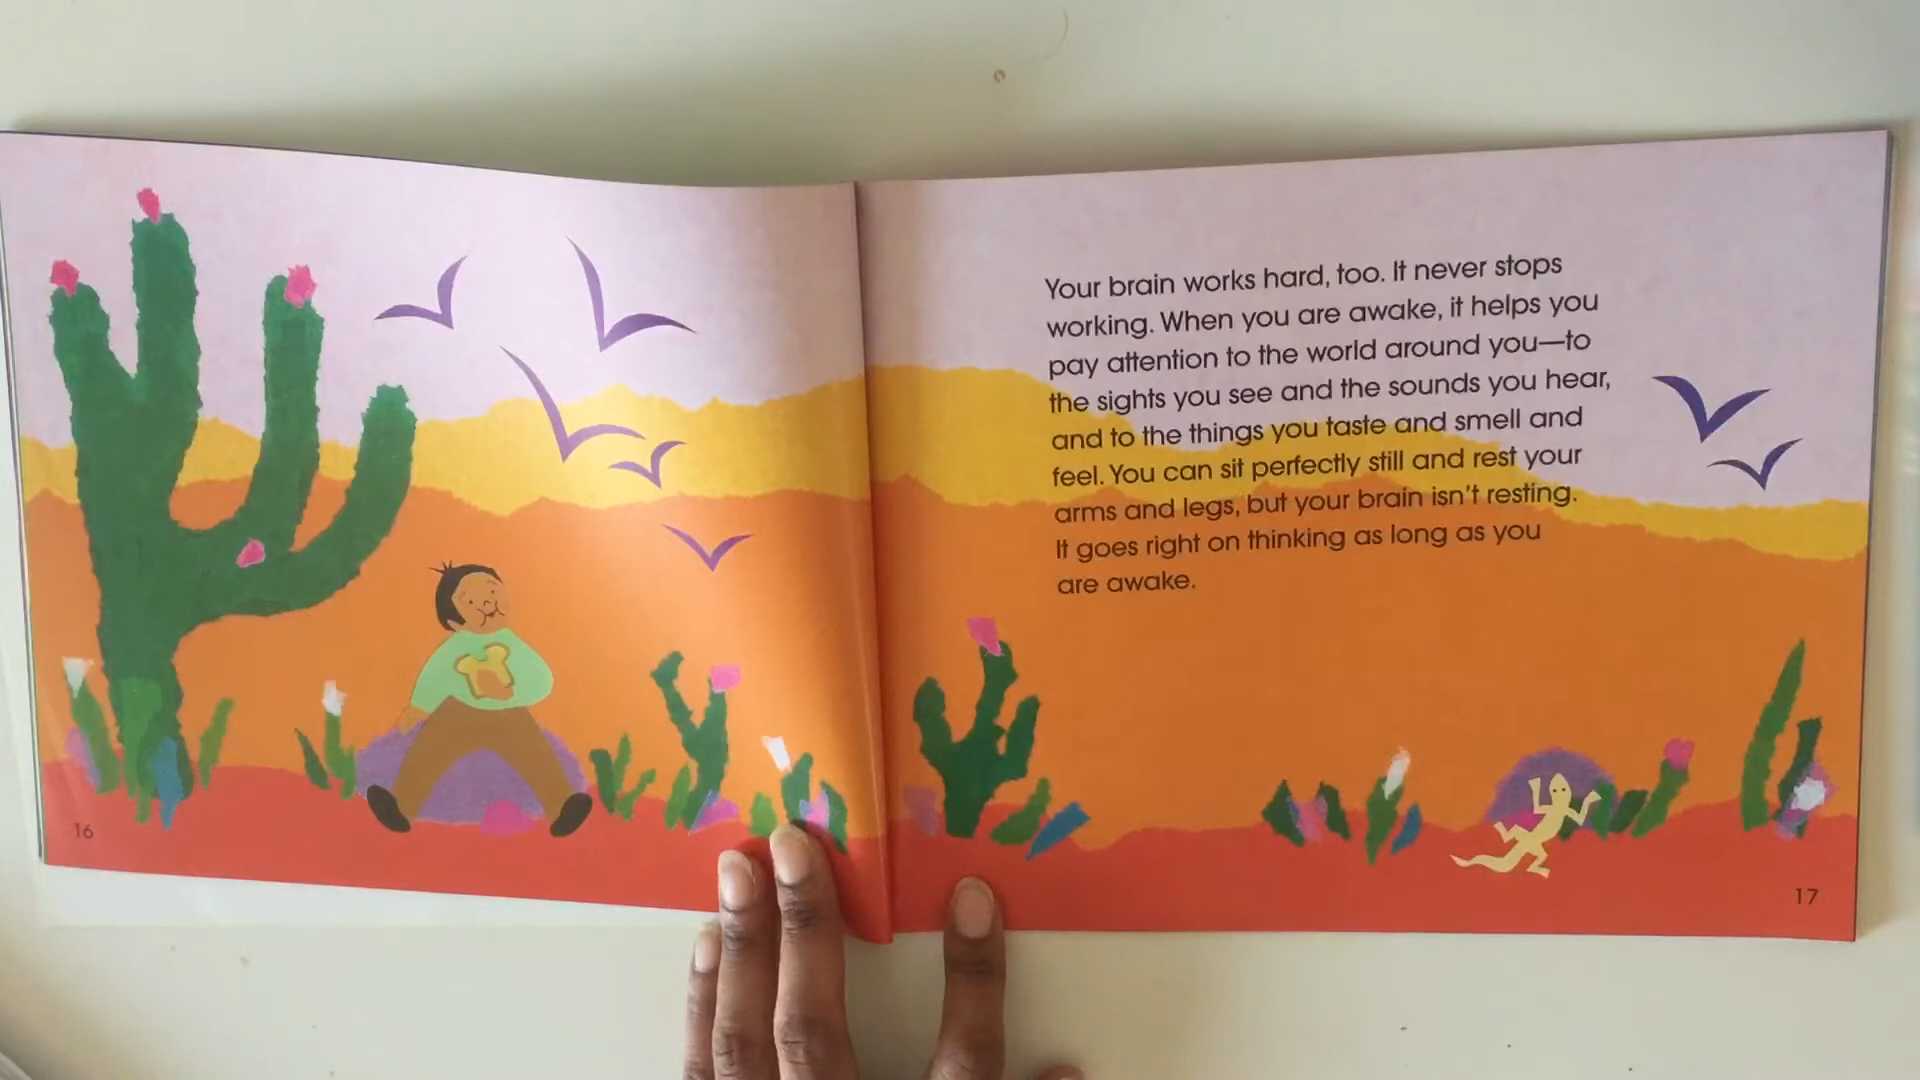 Your brain works hard, too. It never stops
working. When you are awake, it helps you
pay attention to the world around you—to
the sights you see and the sounds you hear,
and to the things you taste and smell and
feel. You can sit perfectly still and rest your
arms and legs, but your brain isn't resting.
It goes right on thinking as long as you
are awake.
16
17